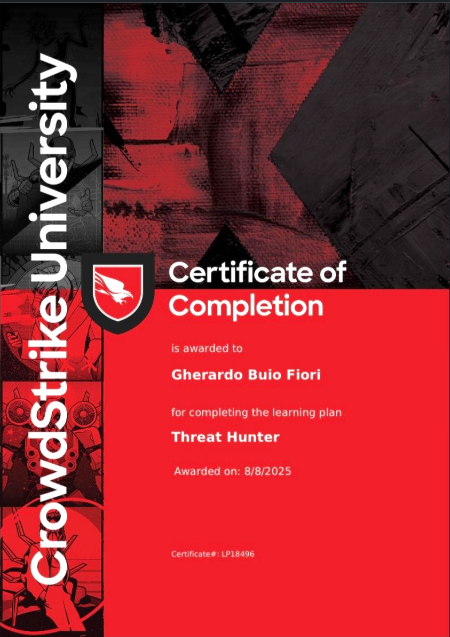 CrowdStrike University
Certificate of
Completion
is awarded to
Gherardo Buio Fiori
for completing the learning plan
Threat Hunter
Awarded on: 8/8/2025
Certificate#: LP18496